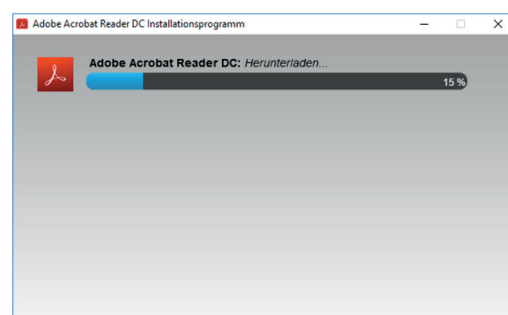 Adobe Acrobat Reader DC Installationsprogramm
Adobe Acrobat Reader DC: Herunterladen...
15 %